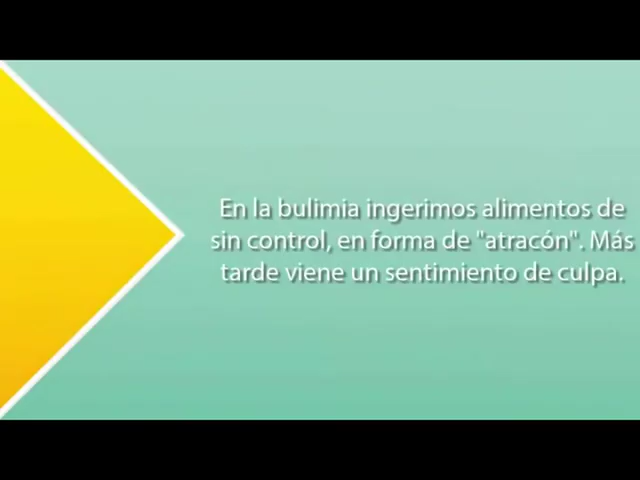 En la bulimia ingerimos alimentos de
sin control, en forma de "atracón". Más
tarde viene un sentimiento de culpa.